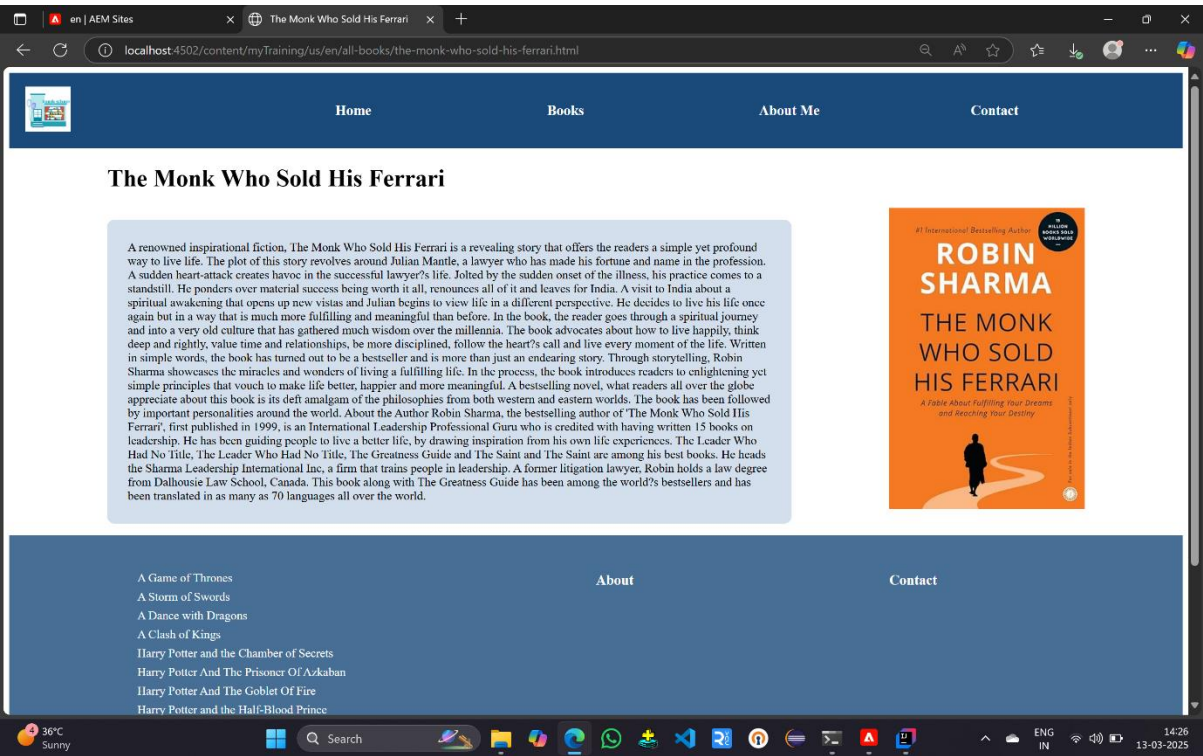 en | AEM Sites
The Monk Who Sold His Ferrari
localhost:4502/content/myTraining/us/en/all-books/the-monk-who-sold-his-ferrari.html
Home
Books
About Me
Contact
The Monk Who Sold His Ferrari
A renowned inspirational fiction, The Monk Who Sold His Ferrari is a revealing story that offers the readers a simple yet profound
way to live life. The plot of this story revolves around Julian Mantle, a lawyer who has made his fortune and name in the profession.
A sudden heart-attack creates havoc in the successful lawyer?s life. Jolted by the sudden onset of the illness, his practice comes to a
standstill. He ponders over material success being worth it all, renounces all of it and leaves for India. A visit to India about a
spiritual awakening that opens up new vistas and Julian begins to view life in a different perspective. He decides to live his life once
again but in a way that is much more fulfilling and meaningful than before. In the book, the reader goes through a spiritual journey
and into a very old culture that has gathered much wisdom over the millennia. The book advocates about how to live happily, think
deep and rightly, value time and relationships, be more disciplined, follow the heart?s call and live every moment of the life. Written
in simple words, the book has turned out to be a bestseller and is more than just an endearing story. Through storytelling, Robin
Sharma showcases the miracles and wonders of living a fulfilling life. In the process, the book introduces readers to enlightening yet
simple principles that vouch to make life better, happier and more meaningful. A bestselling novel, what readers all over the globe
appreciate about this book is its deft amalgam of the philosophies from both western and eastern worlds. The book has been followed
by important personalities around the world. About the Author Robin Sharma, the bestselling author of 'The Monk Who Sold His
Ferrari', first published in 1999, is an International Leadership Professional Guru who is credited with having written 15 books on
leadership. He has been guiding people to live a better life, by drawing inspiration from his own life experiences. The Leader Who
Had No Title, The Leader Who Had No Title, The Greatness Guide and The Saint and The Saint are among his best books. He heads
the Sharma Leadership International Inc, a firm that trains people in leadership. A former litigation lawyer, Robin holds a law degree
from Dalhousie Law School, Canada. This book along with The Greatness Guide has been among the world?s bestsellers and has
been translated in as many as 70 languages all over the world.
#1 International Bestselling Author
MILLION
BOOKS SOLD
WORLDWIDE
ROBIN
SHARMA
THE MONK
WHO SOLD
HIS FERRARI
A Fable About Fulfilling Your Dreams
and Reaching Your Destiny
A Game of Thrones
A Storm of Swords
A Dance with Dragons
A Clash of Kings
Harry Potter and the Chamber of Secrets
Harry Potter And The Prisoner Of Azkaban
Harry Potter And The Goblet Of Fire
Harry Potter and the Half-Blood Prince
About
Contact
4
36°C
Sunny
Search
ENG
IN
14:26
13-03-2026